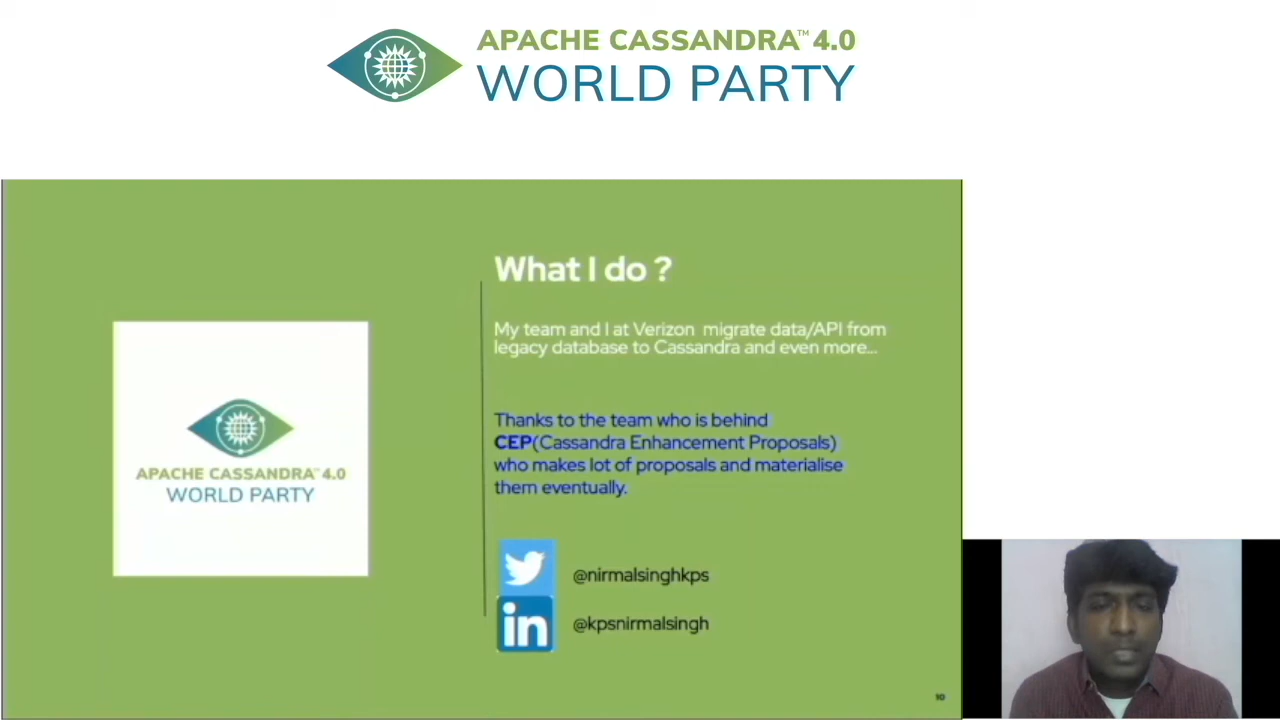 APACHE CASSANDRA™ 4.0
WORLD PARTY
What I do ?
My team and I at Verizon migrate data/API from
legacy database to Cassandra and even more...
APACHE CASSANDRA™ 4.0
WORLD PARTY
Thanks to the team who is behind
CEP(Cassandra Enhancement Proposals)
who makes lot of proposals and materialise
them eventually.
@nirmalsinghkps
in
@kpsnirmalsingh
10